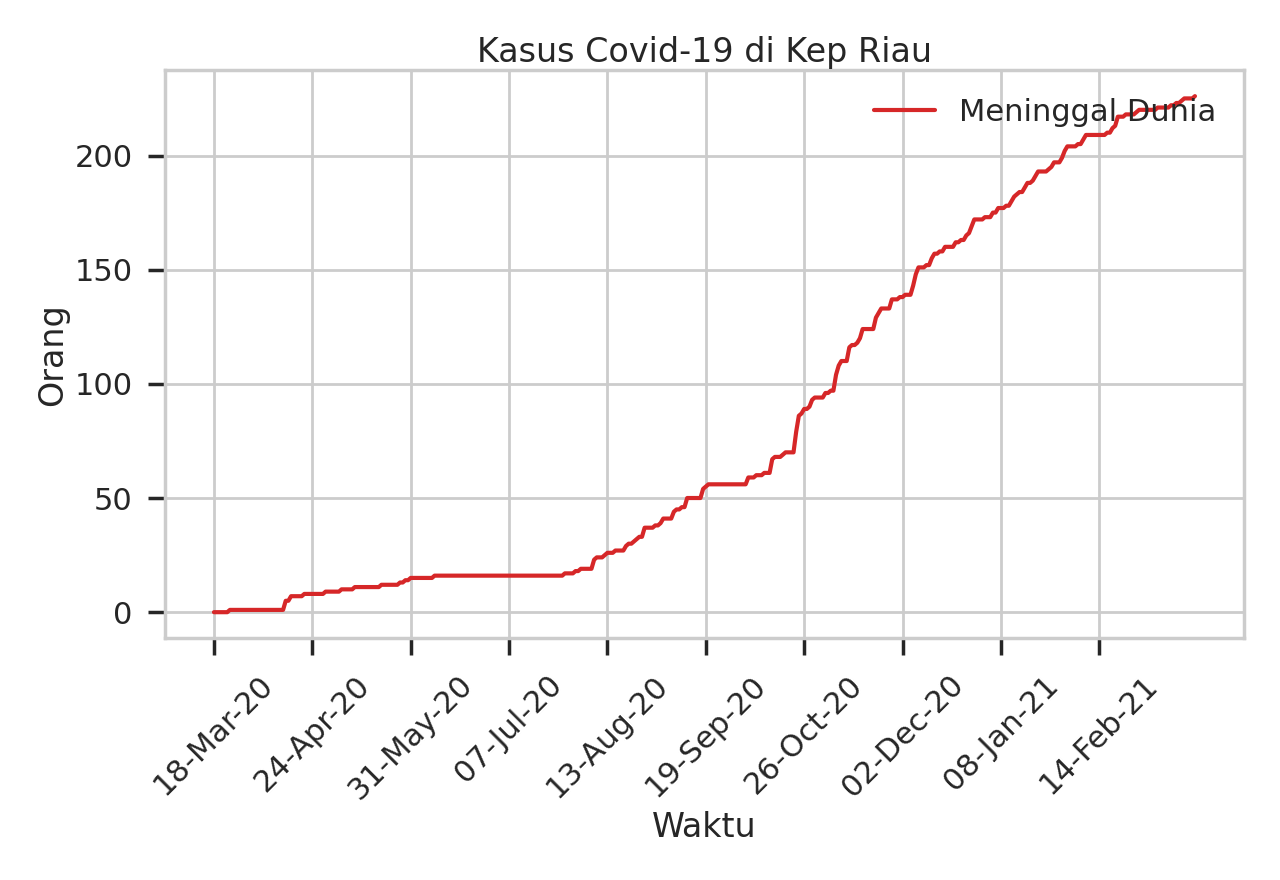 Kasus Covid-19 di Kep Riau
Meninggal Dunia
Orang
200
150
100
50
0
18-Mar-20
24-Apr-20
31-May-20
07-Jul-20
13-Aug-20
19-Sep-20
26-Oct-20
02-Dec-20
08-Jan-21
14-Feb-21
Waktu